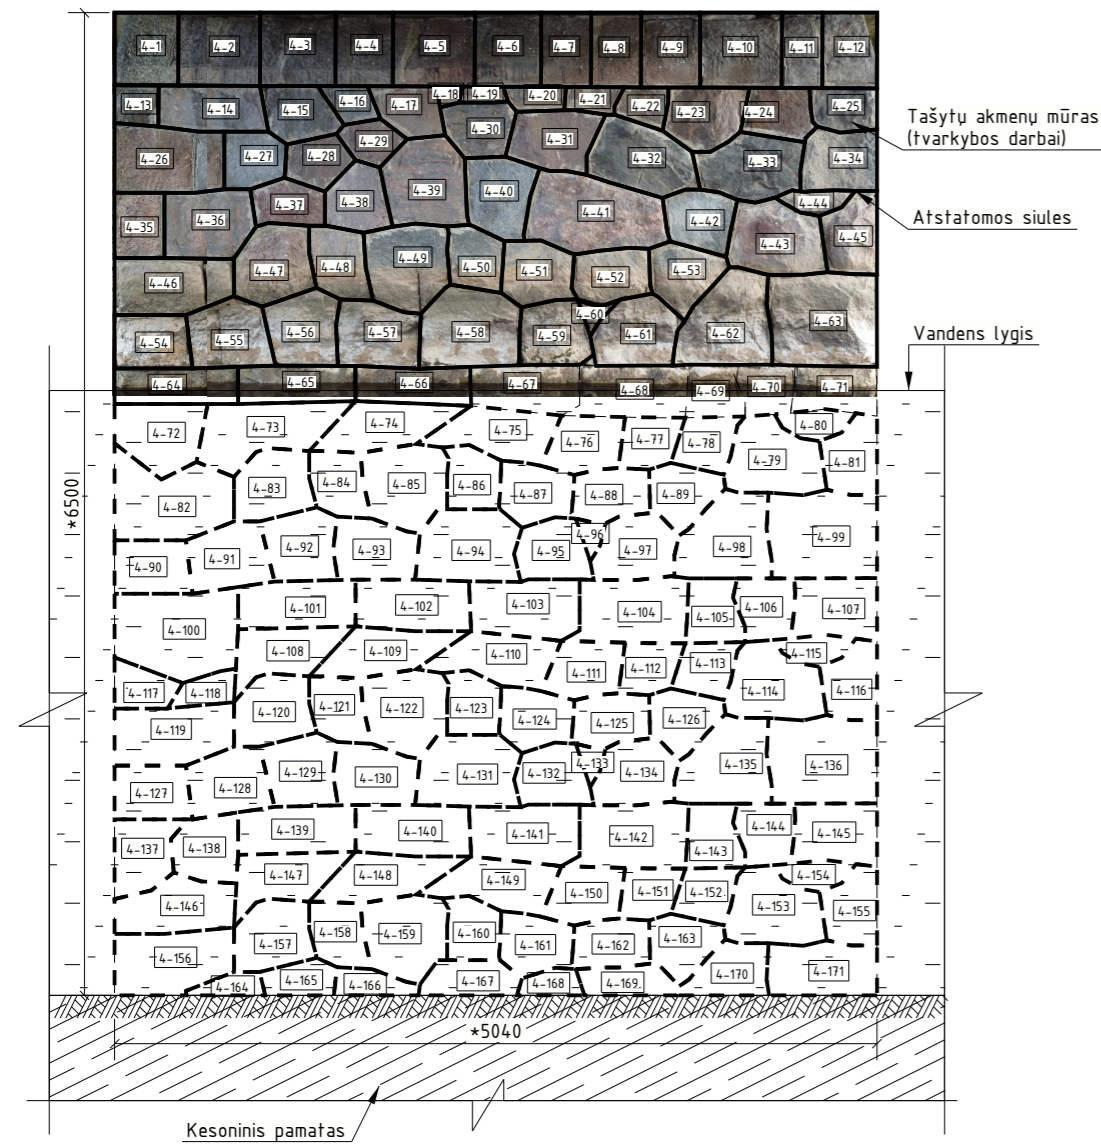 4-1 4-2 4-3 4-4 4-5 4-6 4-7 4-8 4-9 4-10 4-11 4-12
4-13 4-14 4-15 4-16 4-17 4-18 4-19 4-20 4-21 4-22 4-23 4-24 4-25
Tašytų akmenų mūras
(tvarkybos darbai)
4-26 4-27 4-28 4-29 4-30 4-31 4-32 4-33 4-34
4-35 4-36 4-37 4-38 4-39 4-40 4-41 4-42 4-43 4-44 4-45
Atstatomos siules
4-46 4-47 4-48 4-49 4-50 4-51 4-52 4-53
4-54 4-55 4-56 4-57 4-58 4-59 4-60 4-61 4-62 4-63
Vandens lygis
4-64 4-65 4-66 4-67 4-68 4-69 4-70 4-71
4-72 4-73 4-74 4-75 4-76 4-77 4-78 4-79 4-80 4-81
*6500
4-82 4-83 4-84 4-85 4-86 4-87 4-88 4-89
4-90 4-91 4-92 4-93 4-94 4-95 4-96 4-97 4-98 4-99
4-100 4-101 4-102 4-103 4-104 4-105 4-106 4-107
4-108 4-109 4-110 4-111 4-112 4-113 4-114 4-115 4-116
4-117 4-118
4-119 4-120 4-121 4-122 4-123 4-124 4-125 4-126
4-127 4-128 4-129 4-130 4-131 4-132 4-133 4-134 4-135 4-136
4-137 4-138 4-139 4-140 4-141 4-142 4-143 4-144 4-145
4-146 4-147 4-148 4-149 4-150 4-151 4-152 4-153 4-154 4-155
4-156 4-157 4-158 4-159 4-160 4-161 4-162 4-163
4-164 4-165 4-166 4-167 4-168 4-169 4-170 4-171
*5040
Kesoninis pamatas